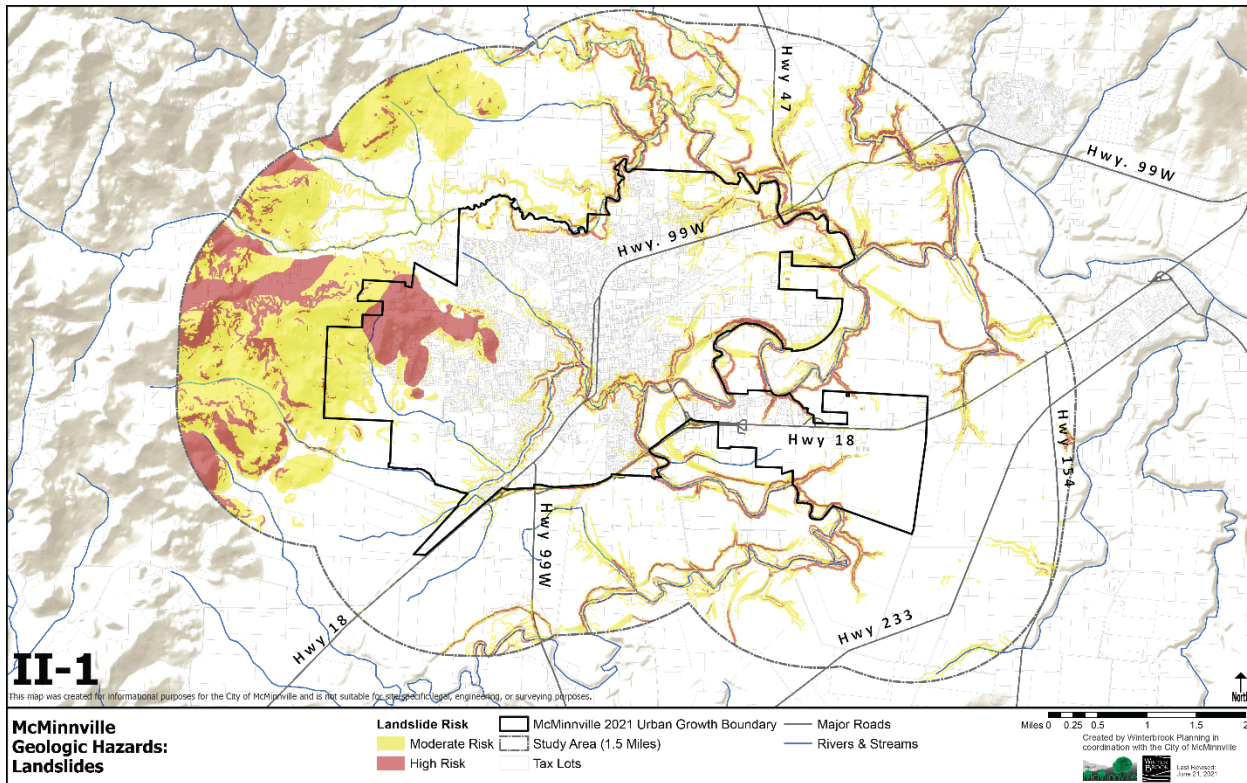 Hwy 47
Hwy. 99W
Hwy. 99W
Hwy 18
Hwy 154
Hwy 99W
Hwy 233
Hwy 18
II-1
This map was created for informational purposes for the City of McMinnville and is not suitable for site specific legal, engineering, or surveying purposes.
North
McMinnville
Geologic Hazards:
Landslides
Landslide Risk
Moderate Risk
High Risk
McMinnville 2021 Urban Growth Boundary
Study Area (1.5 Miles)
Tax Lots
Major Roads
Rivers & Streams
Miles 0 0.25 0.5 1 1.5 2
Created by Winterbrook Planning in
coordination with the City of McMinnville
WINTER
BROOK
Last Revised:
June 21, 2021